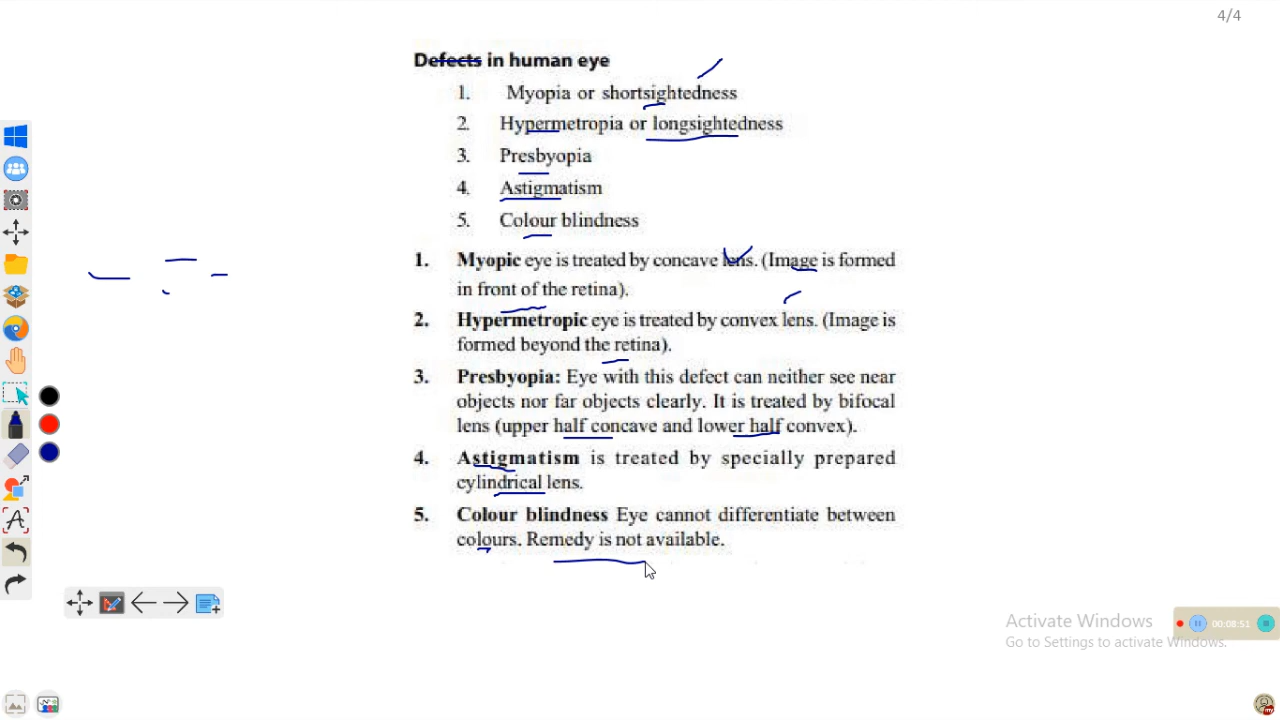 4/4
Defects in human eye
1. Myopia or shortsightedness
2. Hypermetropia or longsightedness
3. Presbyopia
4. Astigmatism
5. Colour blindness
1. Myopic eye is treated by concave lens. (Image is formed
in front of the retina).
2. Hypermetropic eye is treated by convex lens. (Image is
formed beyond the retina).
3. Presbyopia: Eye with this defect can neither see near
objects nor far objects clearly. It is treated by bifocal
lens (upper half concave and lower half convex).
4. Astigmatism is treated by specially prepared
cylindrical lens.
5. Colour blindness Eye cannot differentiate between
colours. Remedy is not available.
Activate Windows
Go to Settings to activate Windows.
00:08:51